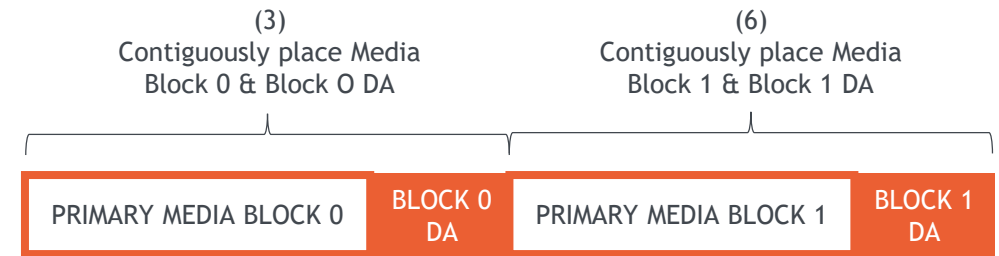 (3)
Contiguously place Media
Block 0 & Block O DA
(6)
Contiguously place Media
Block 1 & Block 1 DA
PRIMARY MEDIA BLOCK 0
BLOCK 0
DA
PRIMARY MEDIA BLOCK 1
BLOCK 1
DA